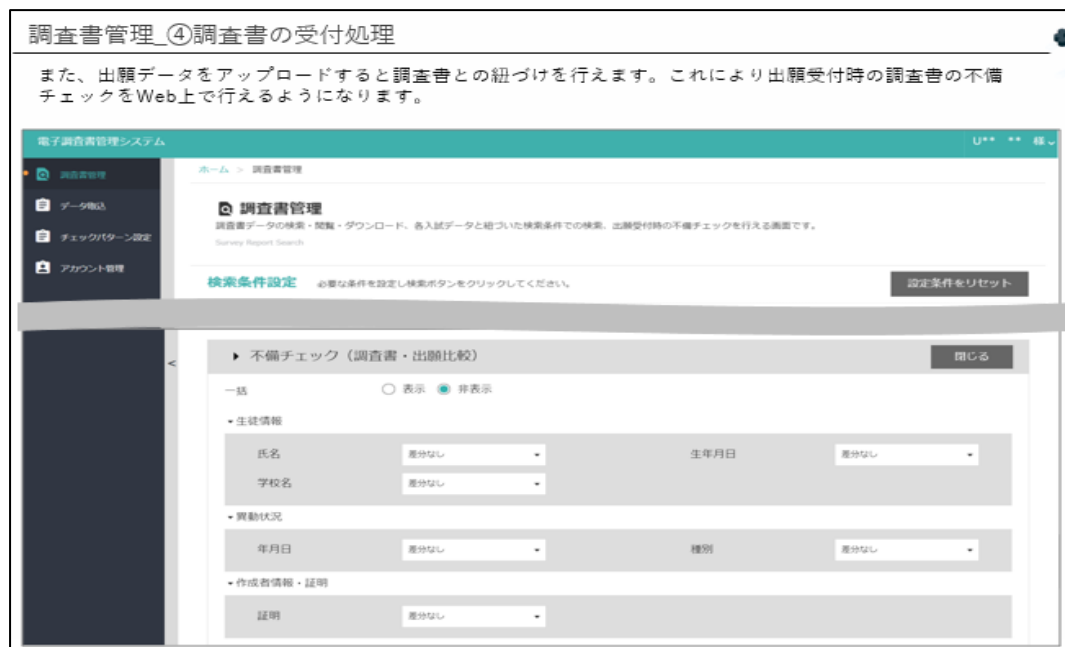 調査書管理_④調査書の受付処理
また、出願データをアップロードすると調査書との紐づけを行えます。これにより出願受付時の調査書の不備
チェックをWeb上で行えるようになります。
電子調査書管理システム U** ** 様
調査書管理
ホーム > 調査書管理
データ取込
調査書管理
調査書データの検索・閲覧・ダウンロード、各入試データと紐づいた検索条件での検索、出願受付時の不備チェックを行える画面です。
チェックパターン設定
Survey Report Search
アカウント管理
検索条件設定 必要な条件を設定し検索ボタンをクリックしてください。 設定条件をリセット
不備チェック（調査書・出願比較） 閉じる
<
一括 表示 非表示
生徒情報
氏名 差分なし 生年月日 差分なし
学校名 差分なし
異動状況
年月日 差分なし 種別 差分なし
作成者情報・証明
証明 差分なし